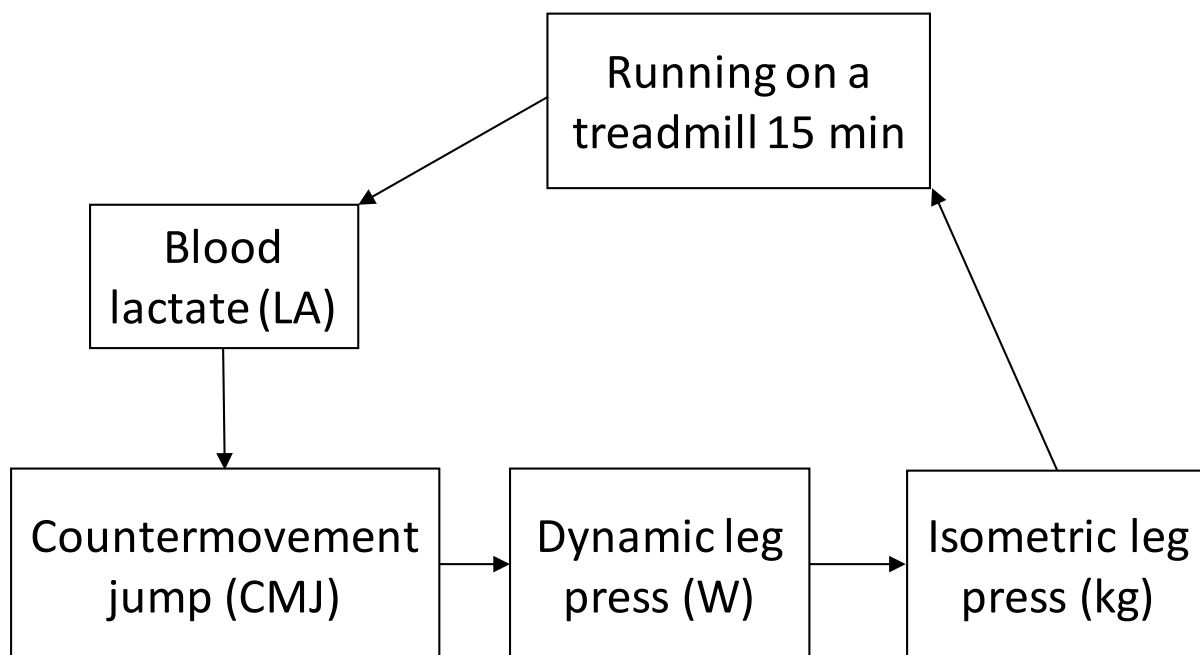 Running on a
treadmill 15 min
Blood
lactate (LA)
Countermovement
jump (CMJ)
Dynamic leg
press (W)
Isometric leg
press (kg)